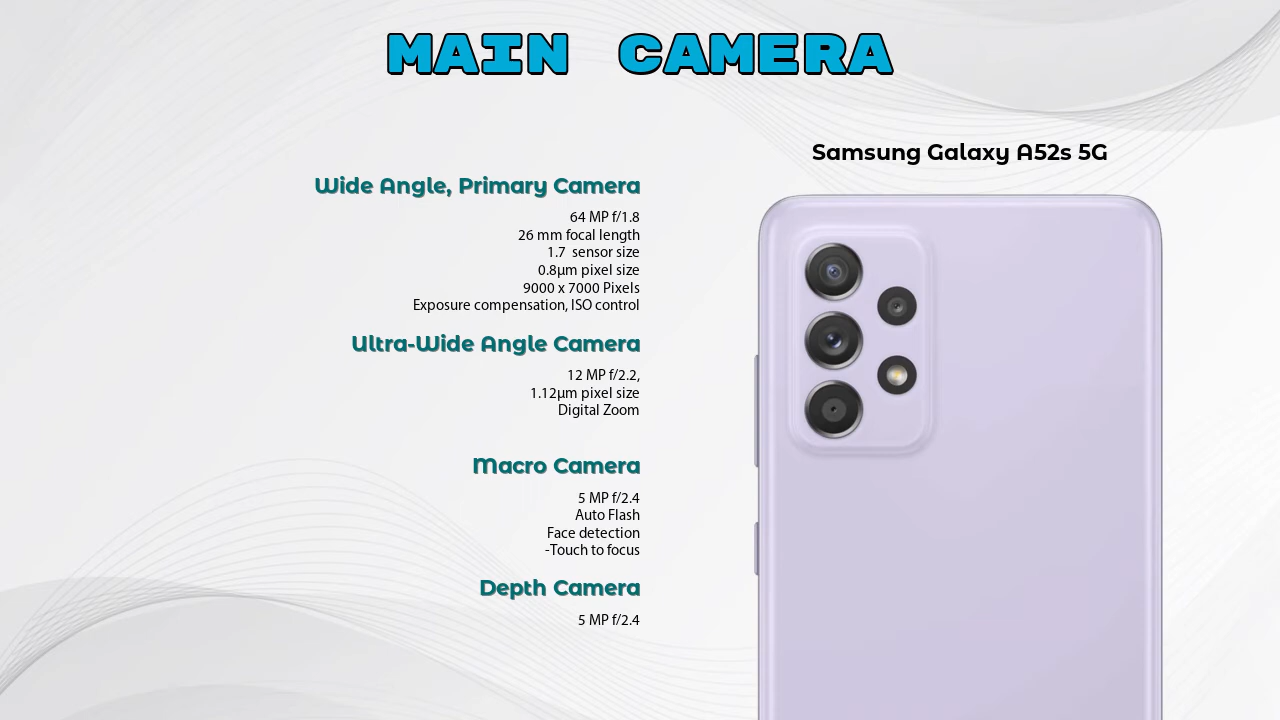 MAIN CAMERA
Samsung Galaxy A52s 5G
Wide Angle, Primary Camera
64 MP f/1.8
26 mm focal length
1.7  sensor size
0.8µm pixel size
9000 x 7000 Pixels
Exposure compensation, ISO control
Ultra-Wide Angle Camera
12 MP f/2.2,
1.12µm pixel size
Digital Zoom
Macro Camera
5 MP f/2.4
Auto Flash
Face detection
-Touch to focus
Depth Camera
5 MP f/2.4